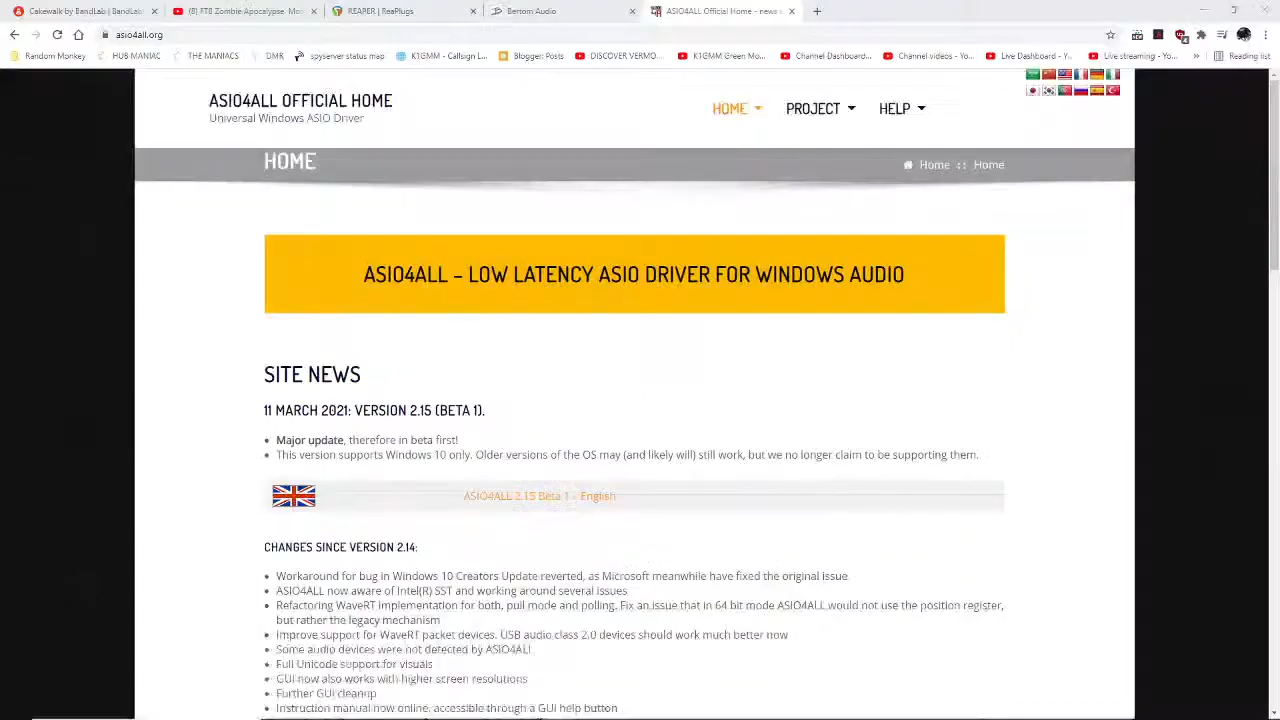 Cakewalk by BandLab | BandLab
(8) FT8 Zombie Apocalypse. Mo
REAPER | ReaPlugs
Bertom Audio
ASIO4ALL Official Home – news
asio4all.org
Random Monkey
HUB-MANIAC
THE MANIACS
DMR
spyserver status map
K1GMM - Callsign L...
Blogger: Posts
DISCOVER VERMO...
K1GMM Green Mo...
Channel Dashboard...
Channel videos - Yo...
Live Dashboard - Y...
Live streaming - Yo...
»
Reading list
ASIO4ALL OFFICIAL HOME
Universal Windows ASIO Driver
HOME PROJECT HELP
HOME
Home :: Home
ASIO4ALL – LOW LATENCY ASIO DRIVER FOR WINDOWS AUDIO
SITE NEWS
11 MARCH 2021: VERSION 2.15 (BETA 1).
• Major update, therefore in beta first!
• This version supports Windows 10 only. Older versions of the OS may (and likely will) still work, but we no longer claim to be supporting them.
ASIO4ALL 2.15 Beta 1 - English
CHANGES SINCE VERSION 2.14:
• Workaround for bug in Windows 10 Creators Update reverted, as Microsoft meanwhile have fixed the original issue.
• ASIO4ALL now aware of Intel(R) SST and working around several issues
• Refactoring WaveRT implementation for both, pull mode and polling. Fix an issue that in 64 bit mode ASIO4ALL would not use the position register,
but rather the legacy mechanism
• Improve support for WaveRT packet devices. USB audio class 2.0 devices should work much better now
• Some audio devices were not detected by ASIO4ALL
• Full Unicode support for visuals
• GUI now also works with higher screen resolutions
• Further GUI cleanup
• Instruction manual now online, accessible through a GUI help button